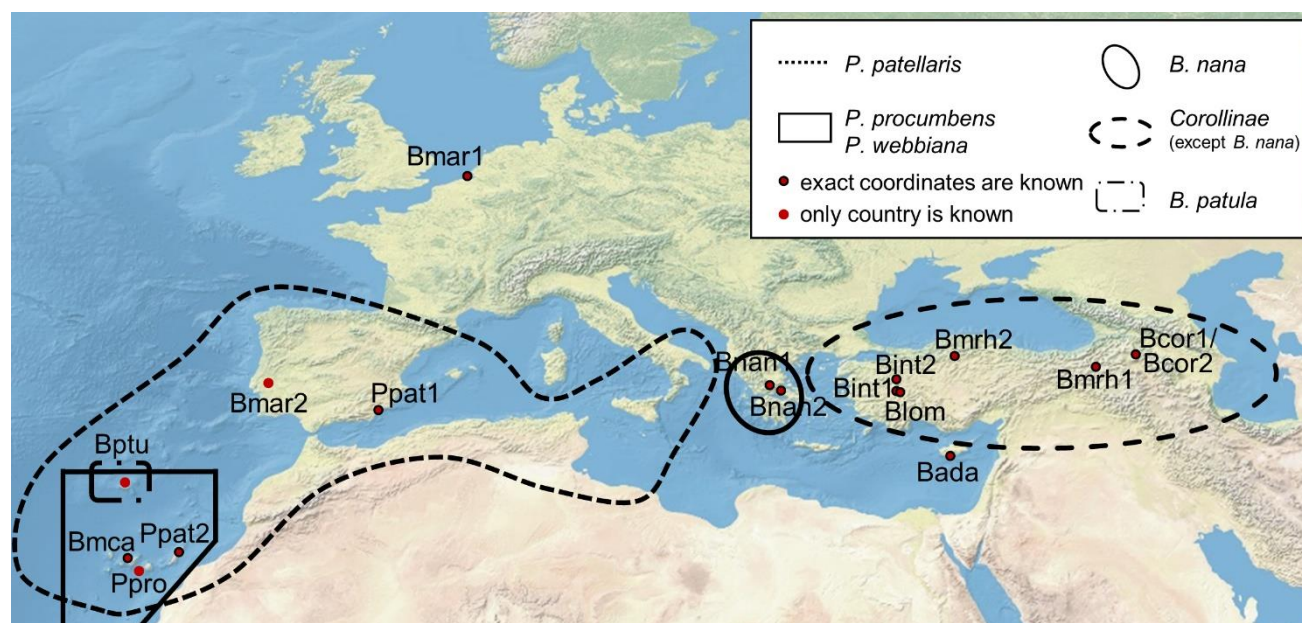 P. patellaris
B. nana
P. procumbens
P. webbiana
Corollinae
(except B. nana)
exact coordinates are known
only country is known
B. patula
Bmar1
Bmar2
Ppat1
Bptu
Bmca
Ppat2
Ppro
Bnan1
Bnan2
Bint2
Bint1
Blom
Bmrh2
Bmrh1
Bcor1/
Bcor2
Bada